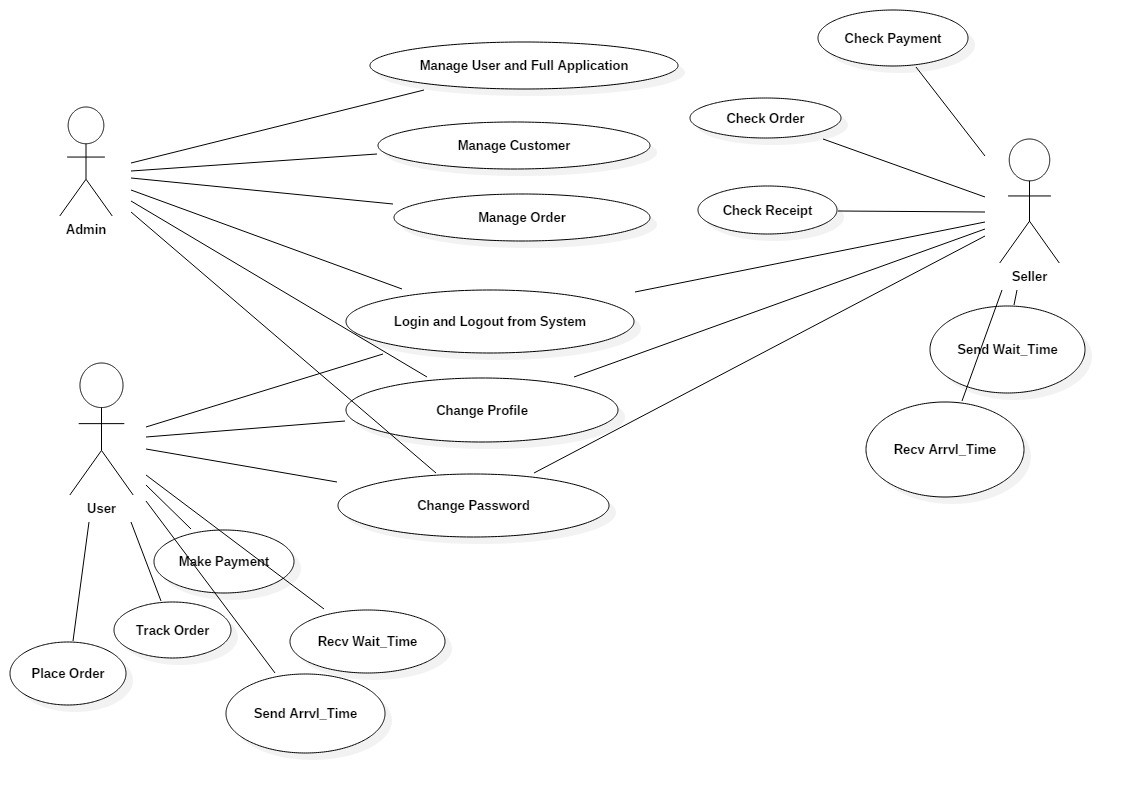 Check Payment
Manage User and Full Application
Check Order
Manage Customer
Check Receipt
Manage Order
Admin
Seller
Login and Logout from System
Send Wait_Time
Change Profile
Recv Arrvl_Time
Change Password
User
Make Payment
Track Order
Recv Wait_Time
Place Order
Send Arrvl_Time